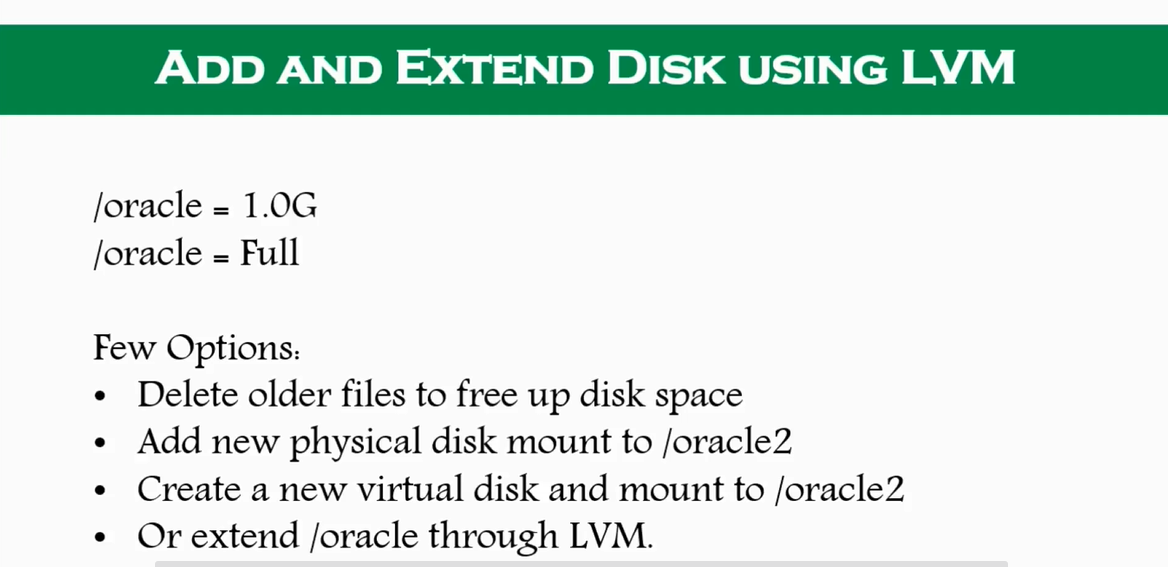 ADD AND EXTEND DISK USING LVM
/oracle = 1.0G
/oracle = Full
Few Options:
• Delete older files to free up disk space
• Add new physical disk mount to /oracle2
• Create a new virtual disk and mount to /oracle2
• Or extend /oracle through LVM.